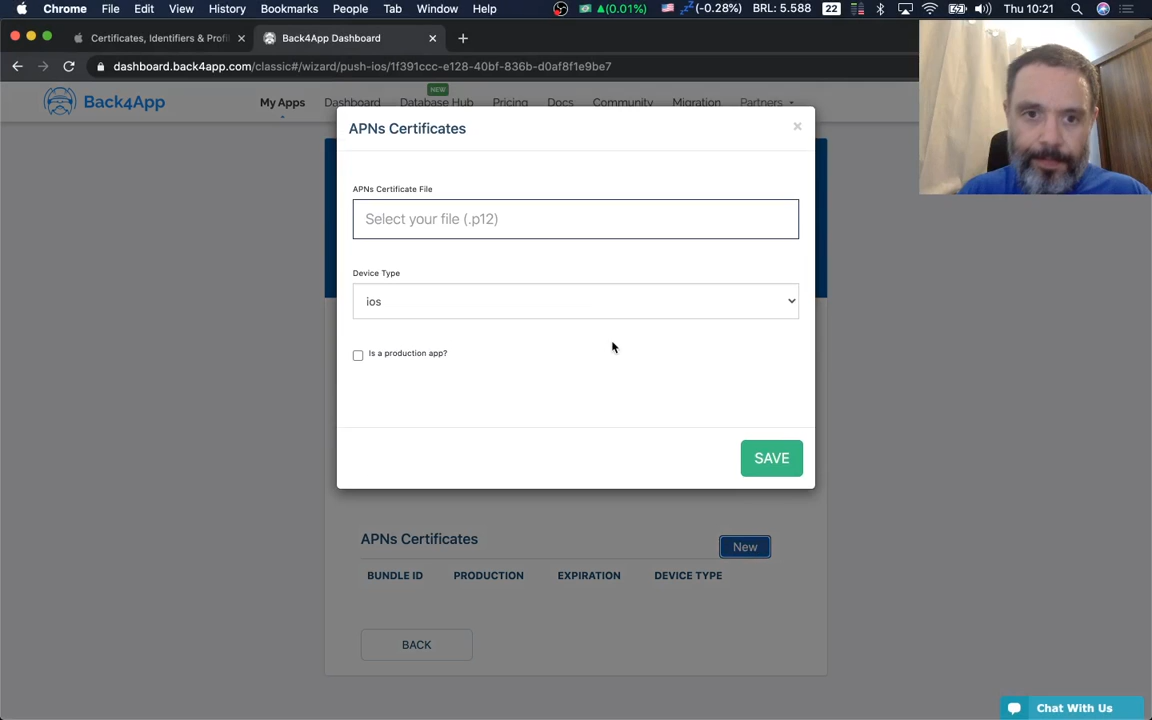 Chrome File Edit View History Bookmarks People Tab Window Help (0.01%) (-0.28%) BRL: 5.588 22 Thu 10:21
Certificates, Identifiers & Profi
Back4App Dashboard
dashboard.back4app.com/classic#/wizard/push-ios/1f391ccc-e128-40bf-836b-d0af8f1e9be7
NEW
Back4App My Apps Dashboard Database Hub Pricing Docs Community Migration Partners
APNs Certificates
×
APNs Certificate File
Select your file (.p12)
Device Type
ios
Is a production app?
SAVE
APNs Certificates
New
BUNDLE ID PRODUCTION EXPIRATION DEVICE TYPE
BACK
Chat With Us